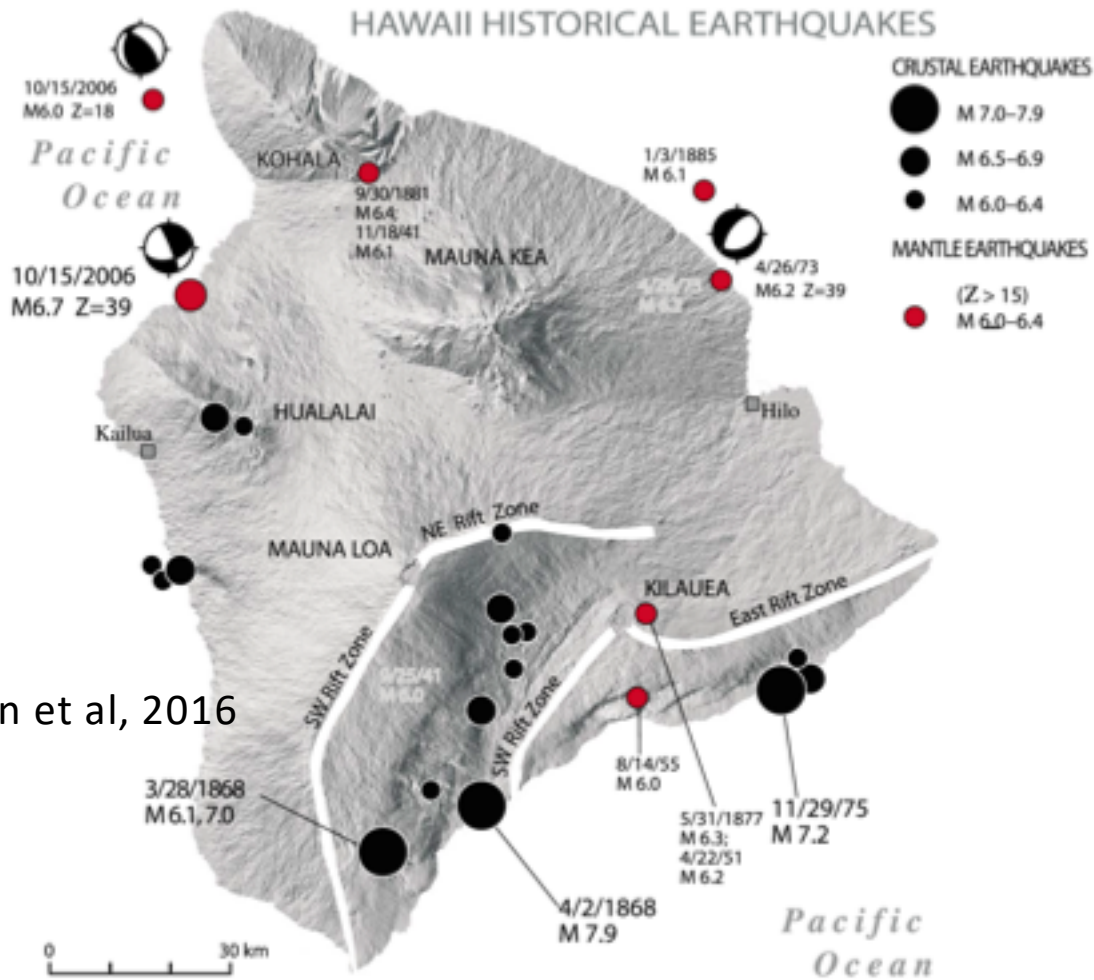 HAWAII HISTORICAL EARTHQUAKES
10/15/2006
M6.0 Z=18
Pacific
Ocean
KOHALA
9/30/1881
M 6.4;
11/18/41
M 6.1
MAUNA KEA
1/3/1885
M 6.1
4/26/73
M6.2 Z=39
CRUSTAL EARTHQUAKES
M 7.0–7.9
M 6.5–6.9
M 6.0–6.4
MANTLE EARTHQUAKES
(Z > 15)
M 6.0–6.4
10/15/2006
M6.7 Z=39
HUALALAI
Kailua
Hilo
NE Rift Zone
MAUNA LOA
KILAUEA
East Rift Zone
SW Rift Zone
M6.0
SW Rift Zone
n et al, 2016
3/28/1868
M 6.1, 7.0
8/14/55
M 6.0
5/31/1877
M 6.3;
4/22/51
M 6.2
11/29/75
M 7.2
4/2/1868
M 7.9
0 30 km
Pacific
Ocean